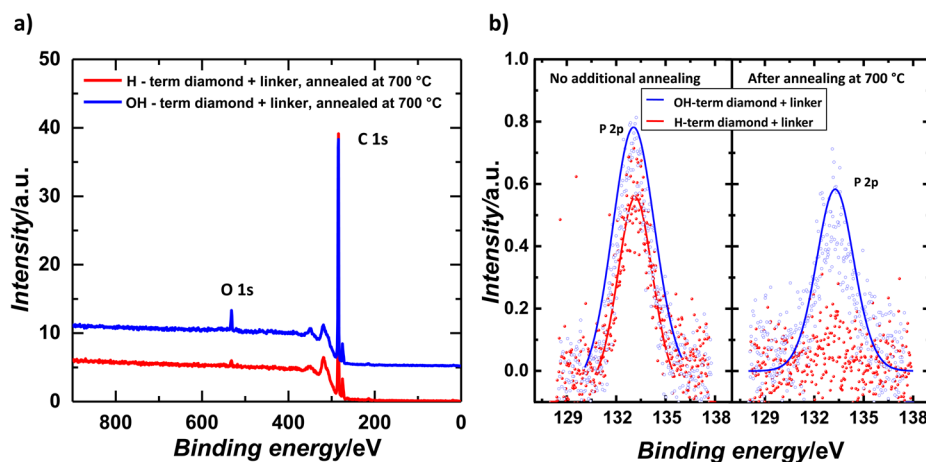 a)
50
40
30
20
10
0
Intensity/a.u.
H - term diamond + linker, annealed at 700 °C
OH - term diamond + linker, annealed at 700 °C
C 1s
O 1s
800 600 400 200 0
Binding energy/eV
b)
1.0
0.8
0.6
0.4
0.2
0.0
Intensity/a.u.
No additional annealing
After annealing at 700 °C
OH-term diamond + linker
H-term diamond + linker
P 2p
P 2p
129 132 135 138 129 132 135 138
Binding energy/eV